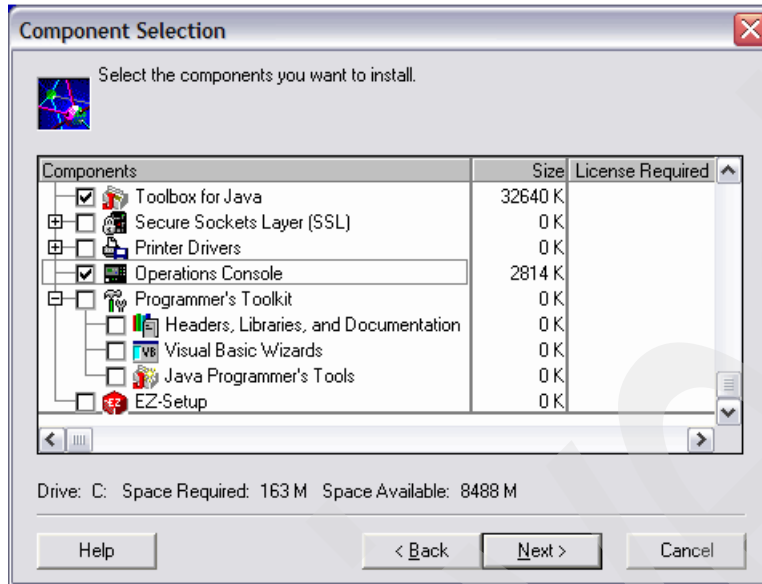 Component Selection
Select the components you want to install.
Components Size License Required
Toolbox for Java 32640 K
Secure Sockets Layer (SSL) 0 K
Printer Drivers 0 K
Operations Console 2814 K
Programmer's Toolkit 0 K
Headers, Libraries, and Documentation 0 K
VB Visual Basic Wizards 0 K
Java Programmer's Tools 0 K
EZ EZ-Setup 0 K
Drive: C: Space Required: 163 M Space Available: 8488 M
Help < Back Next > Cancel